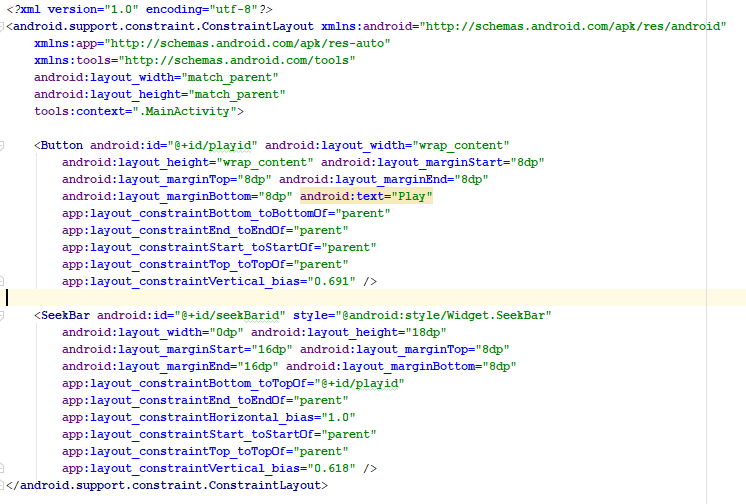 <?xml version="1.0" encoding="utf-8"?>
<android.support.constraint.ConstraintLayout xmlns:android="http://schemas.android.com/apk/res/android"
    xmlns:app="http://schemas.android.com/apk/res-auto"
    xmlns:tools="http://schemas.android.com/tools"
    android:layout_width="match_parent"
    android:layout_height="match_parent"
    tools:context=".MainActivity">

    <Button android:id="@+id/playid" android:layout_width="wrap_content"
        android:layout_height="wrap_content" android:layout_marginStart="8dp"
        android:layout_marginTop="8dp" android:layout_marginEnd="8dp"
        android:layout_marginBottom="8dp" android:text="Play"
        app:layout_constraintBottom_toBottomOf="parent"
        app:layout_constraintEnd_toEndOf="parent"
        app:layout_constraintStart_toStartOf="parent"
        app:layout_constraintTop_toTopOf="parent"
        app:layout_constraintVertical_bias="0.691" />

    <SeekBar android:id="@+id/seekBarid" style="@android:style/Widget.SeekBar"
        android:layout_width="0dp" android:layout_height="18dp"
        android:layout_marginStart="16dp" android:layout_marginTop="8dp"
        android:layout_marginEnd="16dp" android:layout_marginBottom="8dp"
        app:layout_constraintBottom_toTopOf="@+id/playid"
        app:layout_constraintEnd_toEndOf="parent"
        app:layout_constraintHorizontal_bias="1.0"
        app:layout_constraintStart_toStartOf="parent"
        app:layout_constraintTop_toTopOf="parent"
        app:layout_constraintVertical_bias="0.618" />
</android.support.constraint.ConstraintLayout>